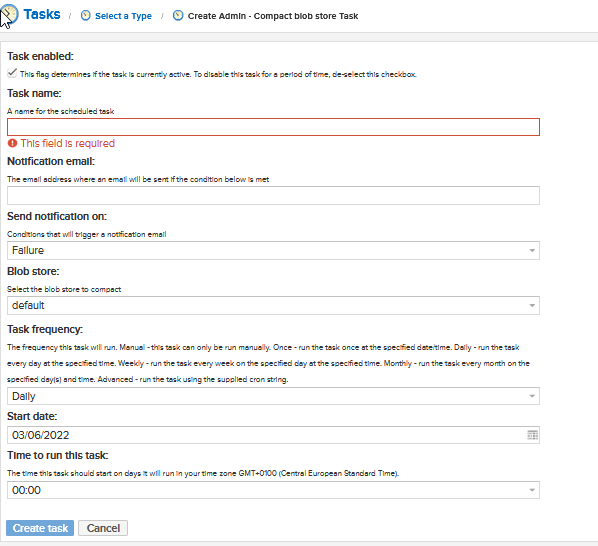 Tasks / Select a Type / Create Admin - Compact blob store Task
Task enabled:
This flag determines if the task is currently active. To disable this task for a period of time, de-select this checkbox.
Task name:
A name for the scheduled task
This field is required
Notification email:
The email address where an email will be sent if the condition below is met
Send notification on:
Conditions that will trigger a notification email
Failure
Blob store:
Select the blob store to compact
default
Task frequency:
The frequency this task will run. Manual - this task can only be run manually. Once - run the task once at the specified date/time. Daily - run the task
every day at the specified time. Weekly - run the task every week on the specified day at the specified time. Monthly - run the task every month on the
specified day(s) and time. Advanced - run the task using the supplied cron string.
Daily
Start date:
03/06/2022
Time to run this task:
The time this task should start on days it will run in your time zone GMT+0100 (Central European Standard Time).
00:00
Create task Cancel